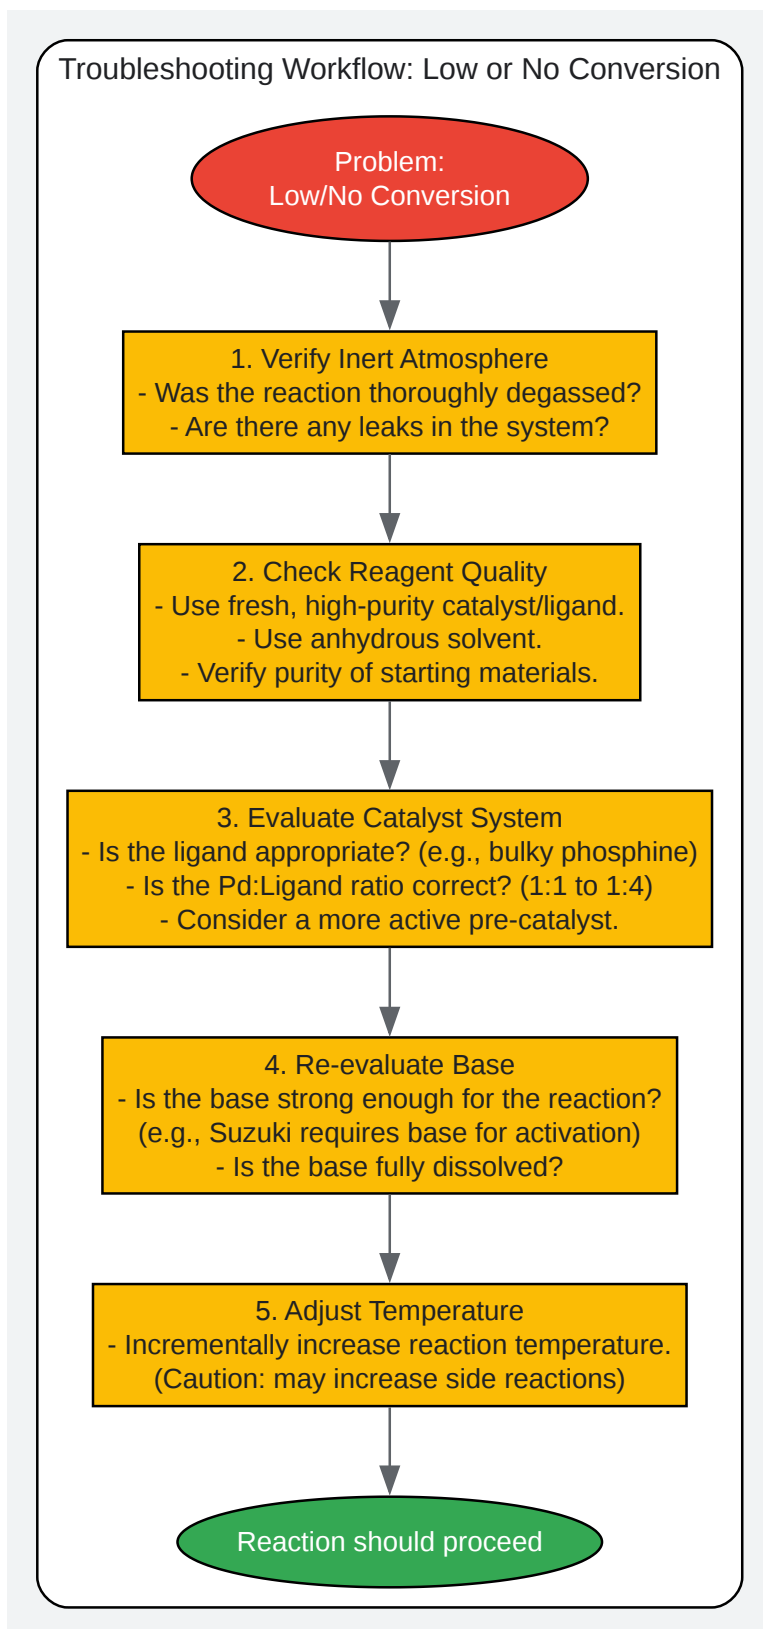 Troubleshooting Workflow: Low or No Conversion
Problem:
Low/No Conversion
1. Verify Inert Atmosphere
- Was the reaction thoroughly degassed?
- Are there any leaks in the system?
2. Check Reagent Quality
- Use fresh, high-purity catalyst/ligand.
- Use anhydrous solvent.
- Verify purity of starting materials.
3. Evaluate Catalyst System
- Is the ligand appropriate? (e.g., bulky phosphine)
- Is the Pd:Ligand ratio correct? (1:1 to 1:4)
- Consider a more active pre-catalyst.
4. Re-evaluate Base
- Is the base strong enough for the reaction?
(e.g., Suzuki requires base for activation)
- Is the base fully dissolved?
5. Adjust Temperature
- Incrementally increase reaction temperature.
(Caution: may increase side reactions)
Reaction should proceed